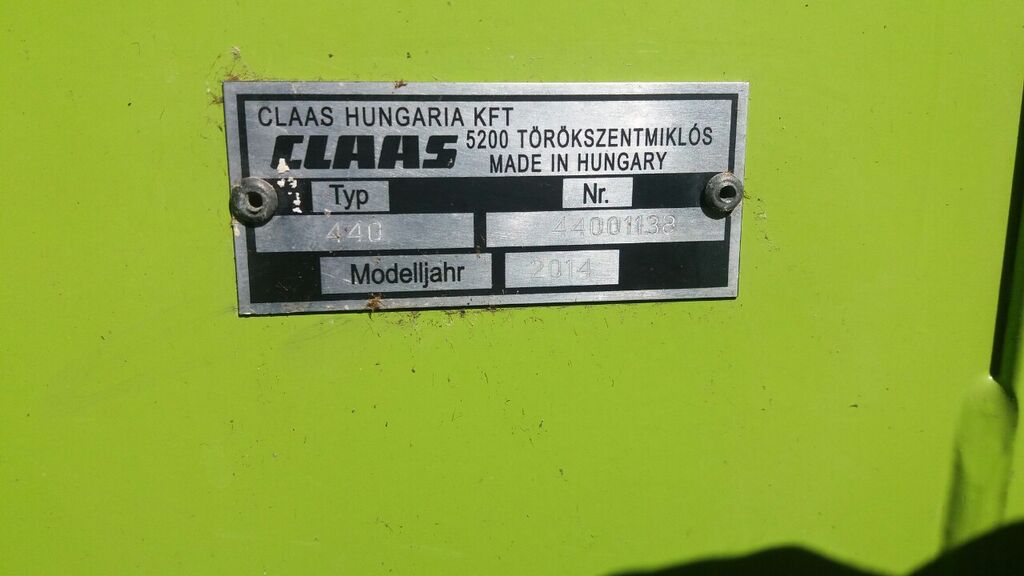 CLAAS HUNGARIA KFT
CLAAS 5200 TÖRÖKSZENTMIKLÓS
MADE IN HUNGARY
Typ Nr.
440 44001138
Modelljahr 2014